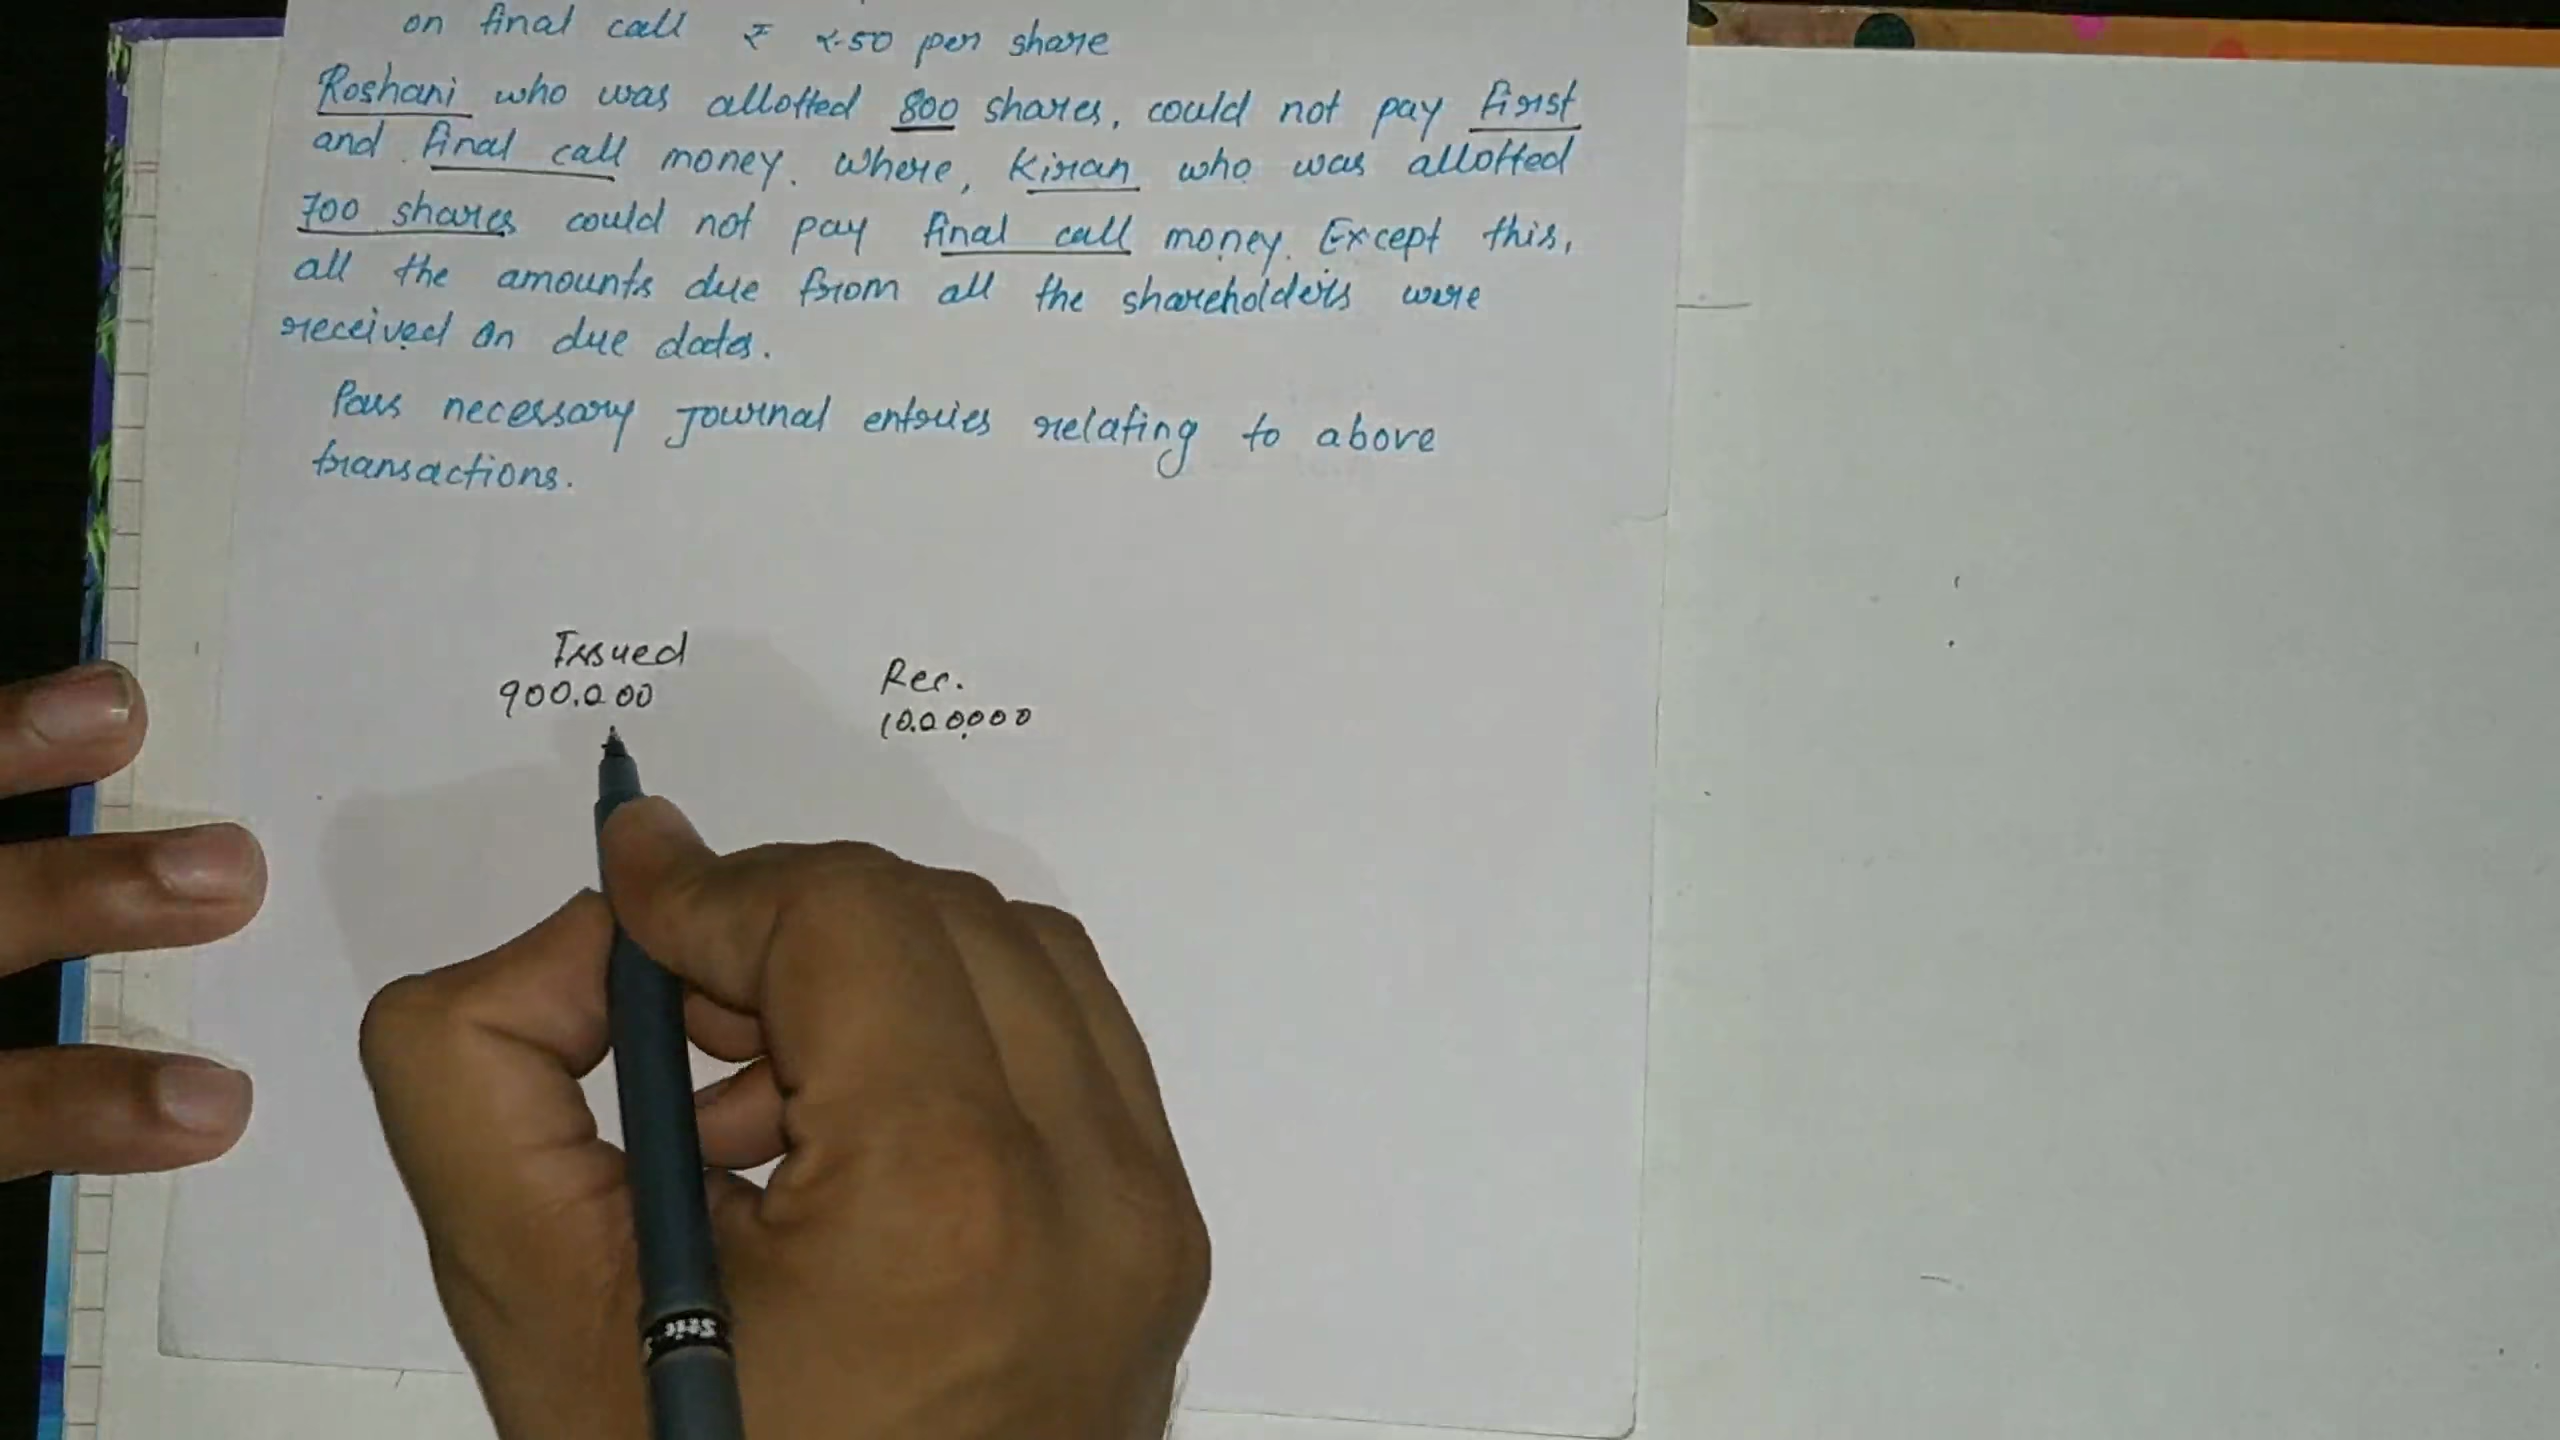 on final call ₹ 2.50 per share
Roshani who was allotted 800 shares, could not pay first
and final call money. Where, Kiran who was allotted
700 shares could not pay final call money. Except this,
all the amounts due from all the shareholders were
received on due dates.
Pass necessary Journal entries relating to above
transactions.
Issued
900,000
Rec.
10,00,000